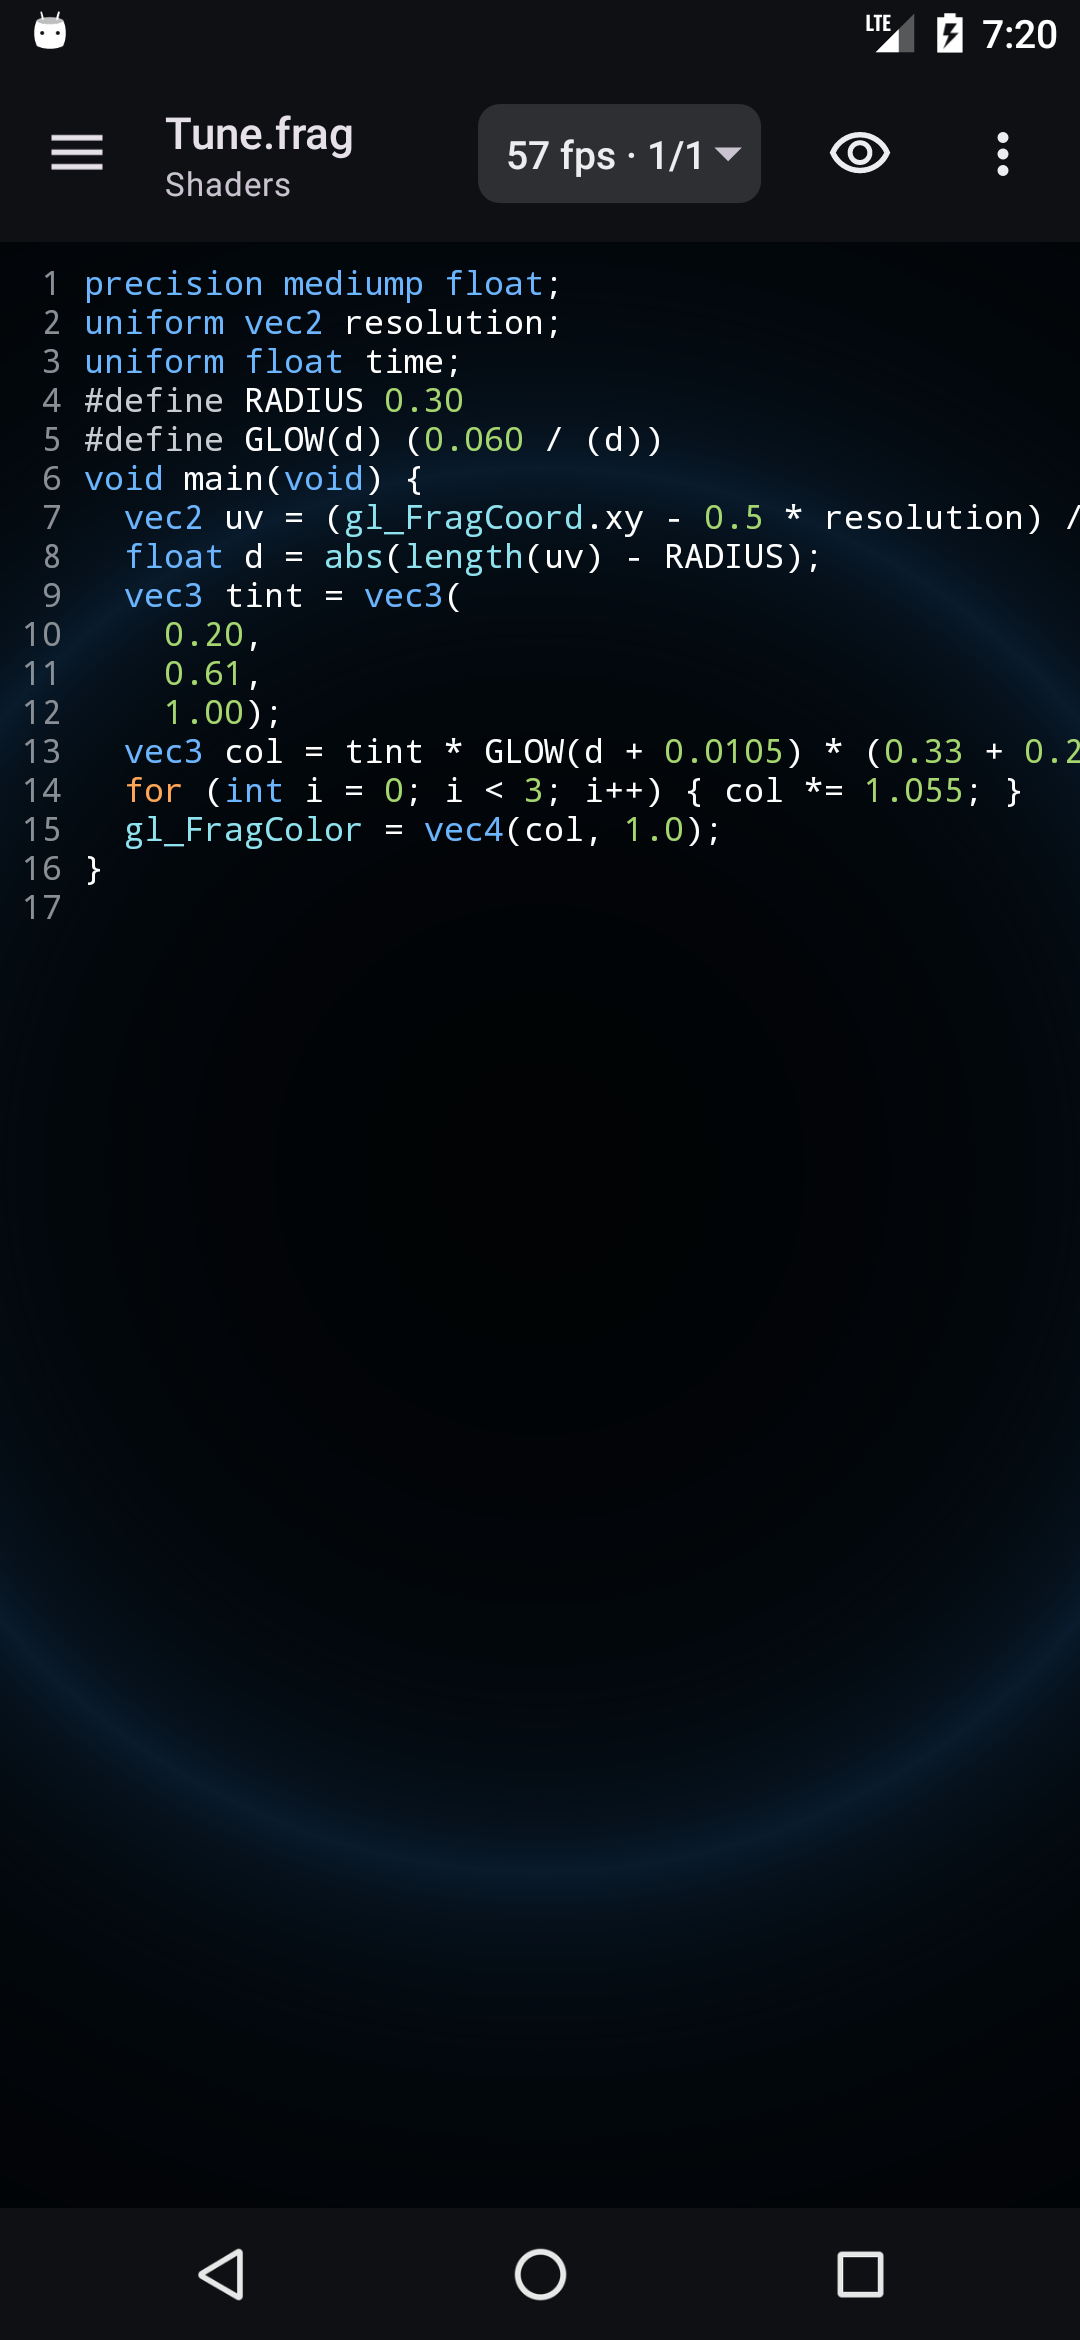 LTE 7:20
Tune.frag
Shaders
57 fps · 1/1
1 precision mediump float;
2 uniform vec2 resolution;
3 uniform float time;
4 #define RADIUS 0.30
5 #define GLOW(d) (0.060 / (d))
6 void main(void) {
7 vec2 uv = (gl_FragCoord.xy - 0.5 * resolution) /
8 float d = abs(length(uv) - RADIUS);
9 vec3 tint = vec3(
10 0.20,
11 0.61,
12 1.00);
13 vec3 col = tint * GLOW(d + 0.0105) * (0.33 + 0.2
14 for (int i = 0; i < 3; i++) { col *= 1.055; }
15 gl_FragColor = vec4(col, 1.0);
16 }
17